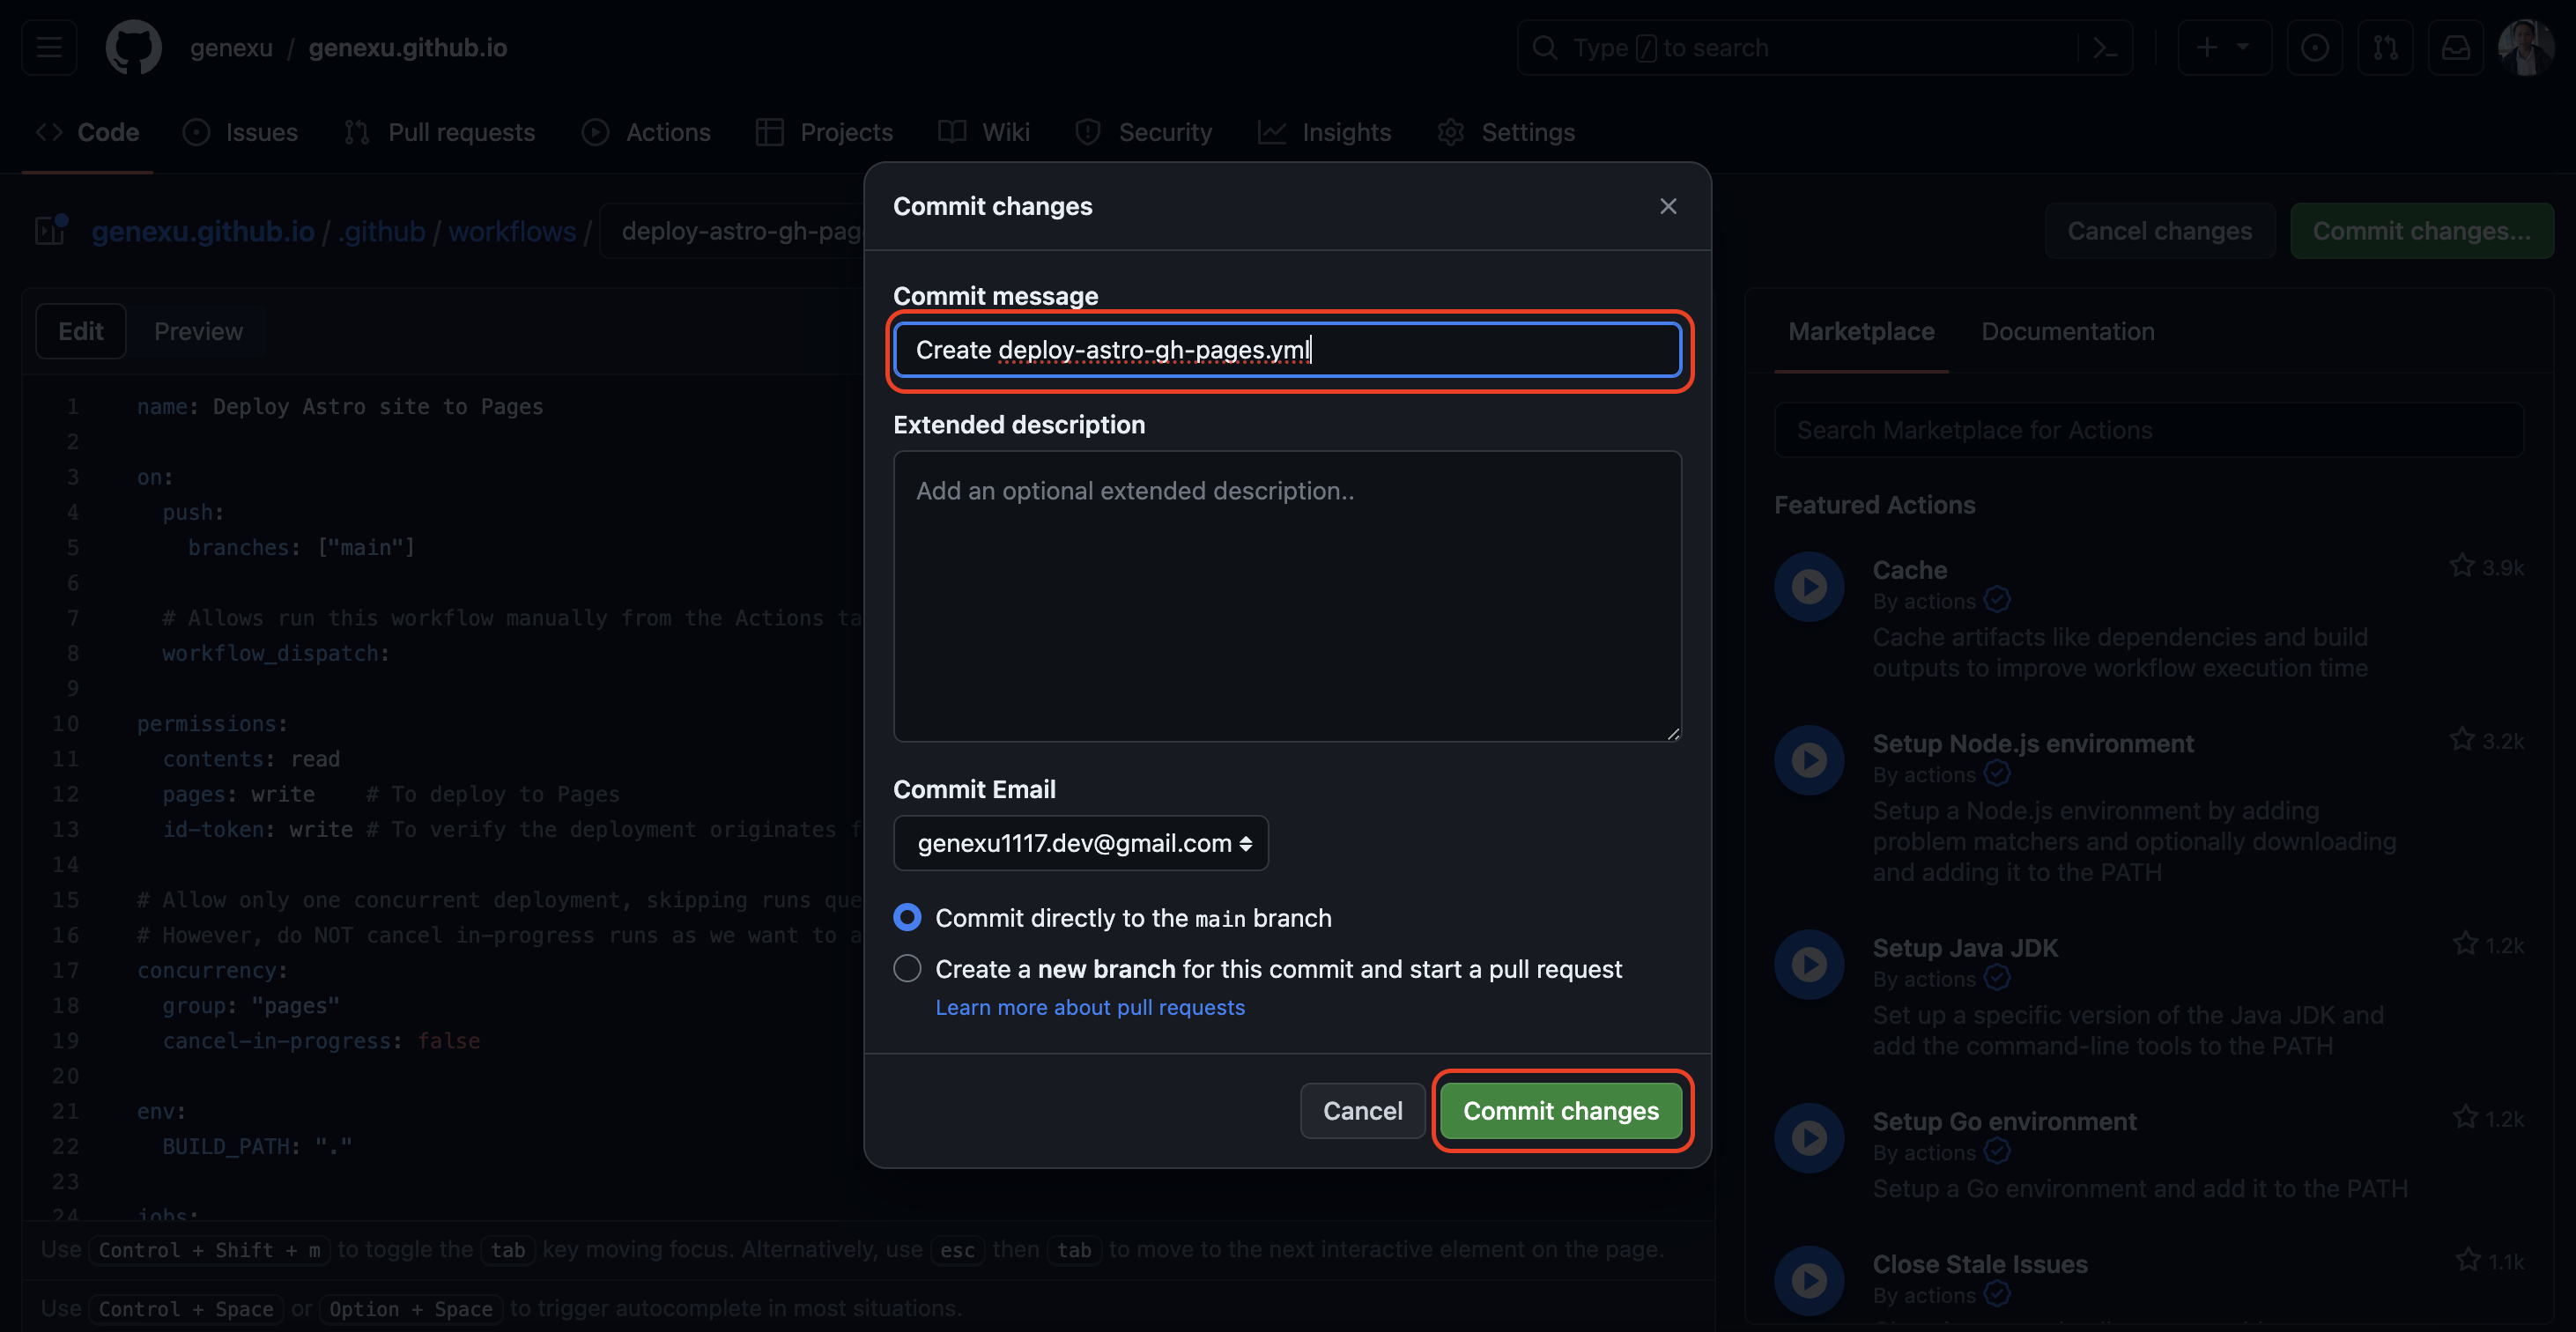 genexu / genexu.github.io
Type / to search
Code
Issues
Pull requests
Actions
Projects
Wiki
Security
Insights
Settings
genexu.github.io / .github / workflows /
Cancel changes
Commit changes...
Edit
Preview
1 name: Deploy Astro site to Pages
2
3 on:
4 push:
5 branches: ["main"]
6
7 # Allows run this workflow manually from the Actions
8 workflow_dispatch:
9
10 permissions:
11 contents: read
12 pages: write # To deploy to Pages
13 id-token: write # To verify the deployment originates
14
15 # Allow only one concurrent deployment, skipping runs
16 # However, do NOT cancel in-progress runs as we want to
17 concurrency:
18 group: "pages"
19 cancel-in-progress: false
20
21 env:
22 BUILD_PATH: "."
23
24 jobs:
Use Control + Shift + m to toggle the tab key moving focus. Alternatively, use esc then tab to move to the next interactive element on the page.
Use Control + Space or Option + Space to trigger autocomplete in most situations.
Commit changes
Commit message
Create deploy-astro-gh-pages.yml
Extended description
Add an optional extended description..
Commit Email
genexu1117.dev@gmail.com
Commit directly to the main branch
Create a new branch for this commit and start a pull request
Learn more about pull requests
Cancel
Commit changes
Marketplace
Documentation
Search Marketplace for Actions
Featured Actions
Cache
3.9k
By actions
Cache artifacts like dependencies and build
outputs to improve workflow execution time
Setup Node.js environment
3.2k
By actions
Setup a Node.js environment by adding
problem matchers and optionally downloading
and adding it to the PATH
Setup Java JDK
1.2k
By actions
Set up a specific version of the Java JDK and
add the command-line tools to the PATH
Setup Go environment
1.2k
By actions
Setup a Go environment and add it to the PATH
Close Stale Issues
1.1k
By actions